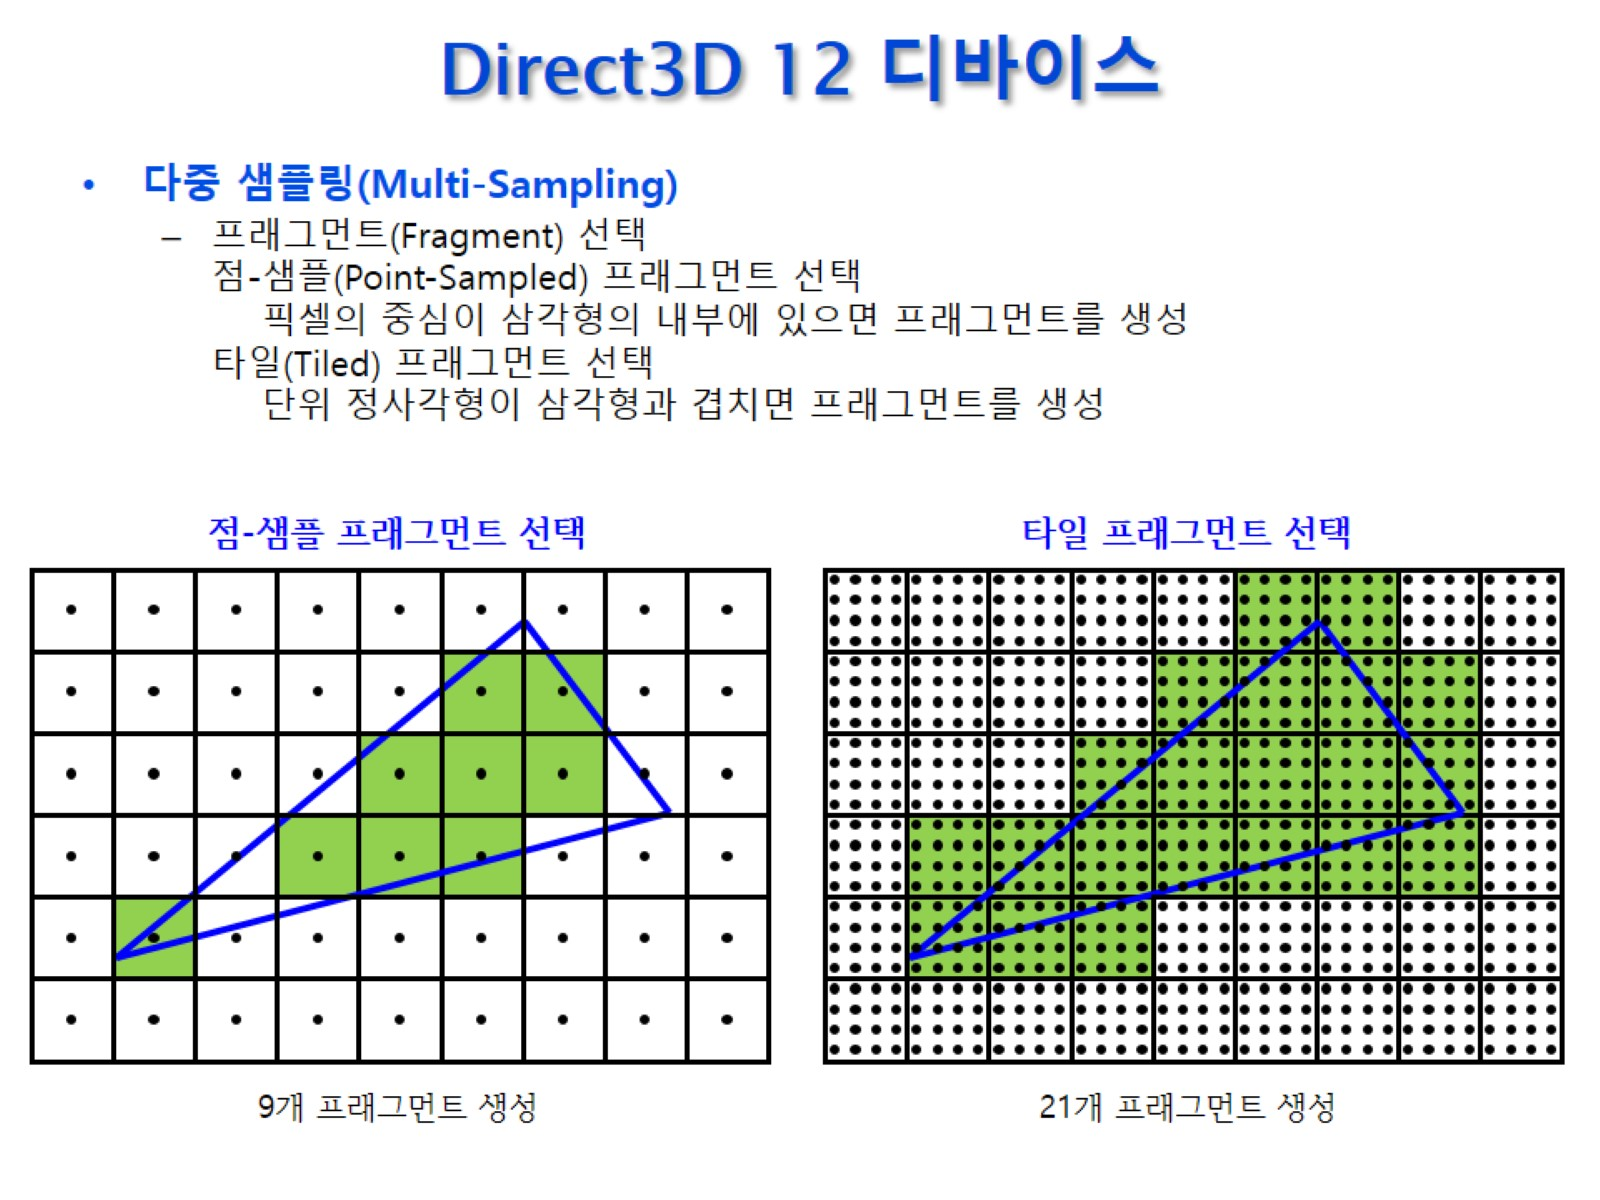 Direct3D 12 디바이스
• 다중 샘플링(Multi-Sampling)
– 프래그먼트(Fragment) 선택
점-샘플(Point-Sampled) 프래그먼트 선택
픽셀의 중심이 삼각형의 내부에 있으면 프래그먼트를 생성
타일(Tiled) 프래그먼트 선택
단위 정사각형이 삼각형과 겹치면 프래그먼트를 생성
점-샘플 프래그먼트 선택
타일 프래그먼트 선택
9개 프래그먼트 생성
21개 프래그먼트 생성